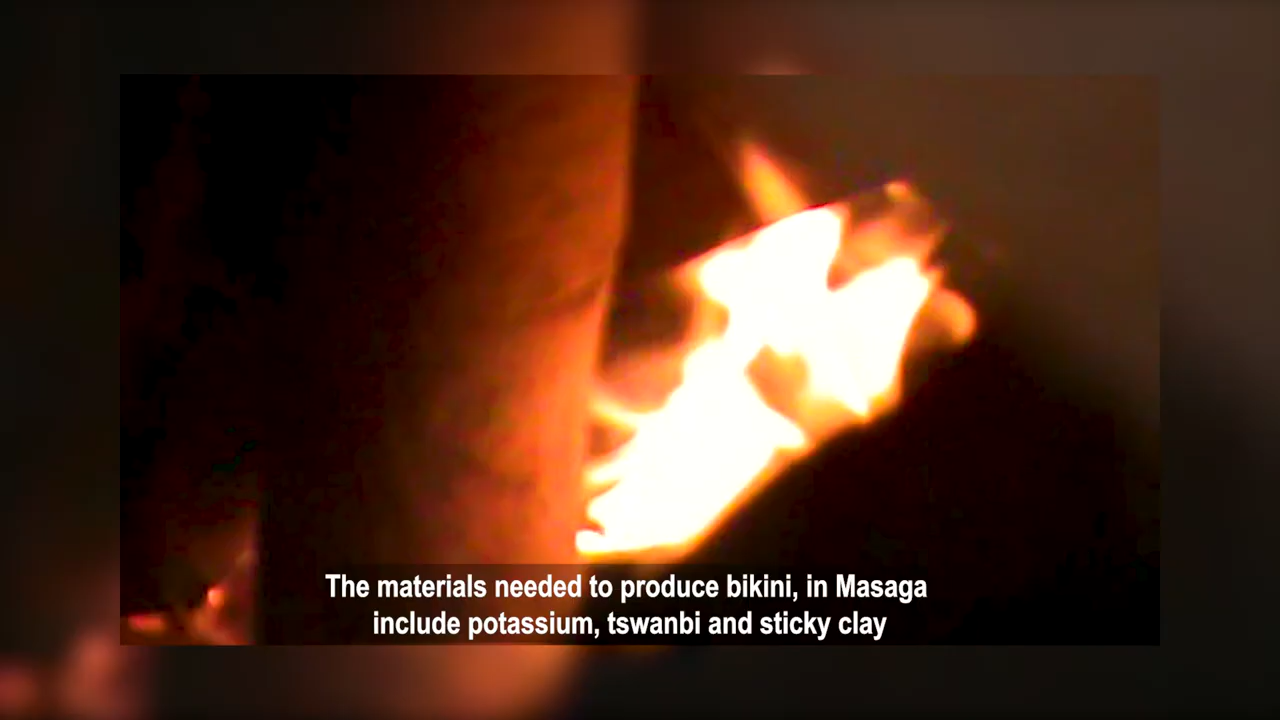 The materials needed to produce bikini, in Masaga
include potassium, tswanbi and sticky clay